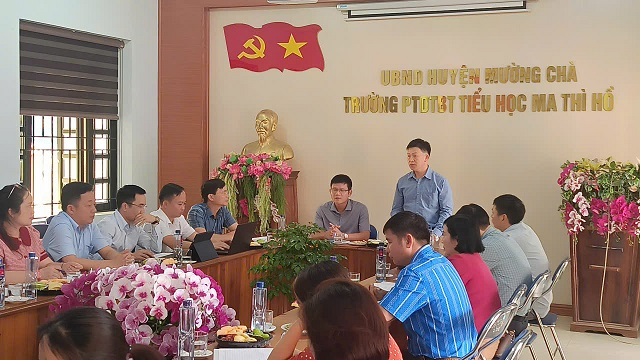 UBND HUYỆN MƯỜNG CHÀ
TRƯỜNG PTDTBT TIỂU HỌC MA THÌ HỒ